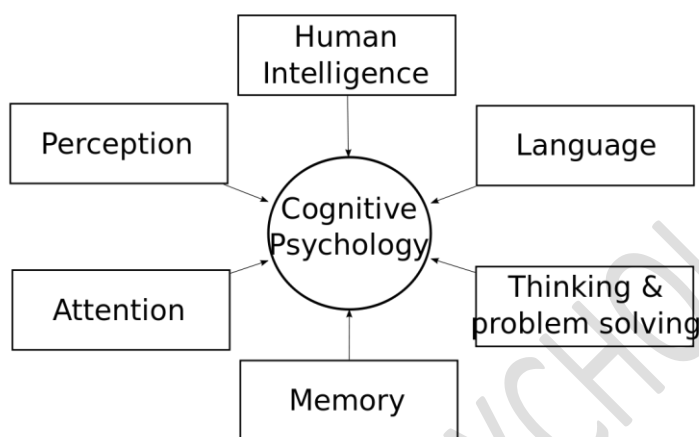 Human
Intelligence
Perception
Language
Cognitive
Psychology
Attention
Thinking &
problem solving
Memory